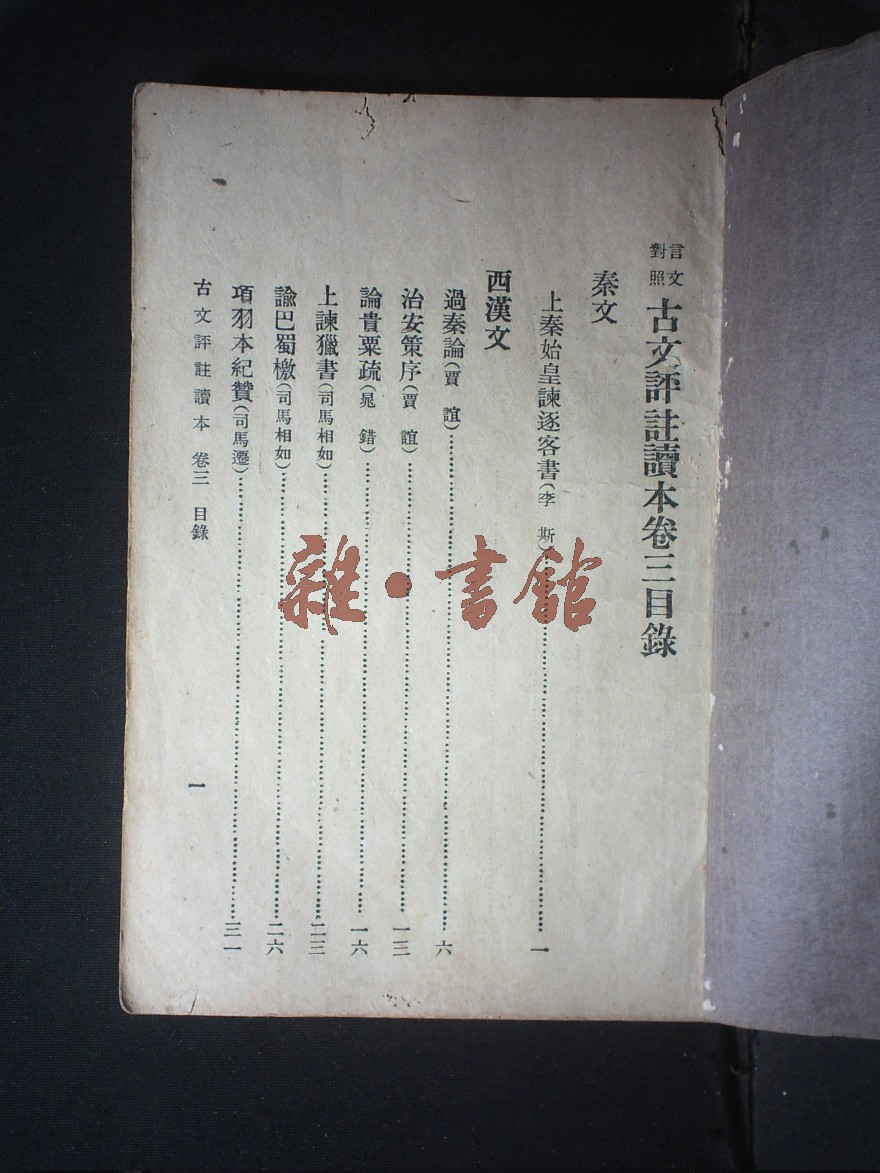 言文對照 古文評註讀本卷三目錄
秦文
上秦始皇諫逐客書(李斯)……一
西漢文
過秦論(賈誼)……六
治安策序(賈誼)……一三
論貴粟疏(晁錯)……一六
上諫獵書(司馬相如)……二三
諭巴蜀檄(司馬相如)……二六
項羽本紀贊(司馬遷)……三一
古文評註讀本 卷三 目錄
一
雜·書館